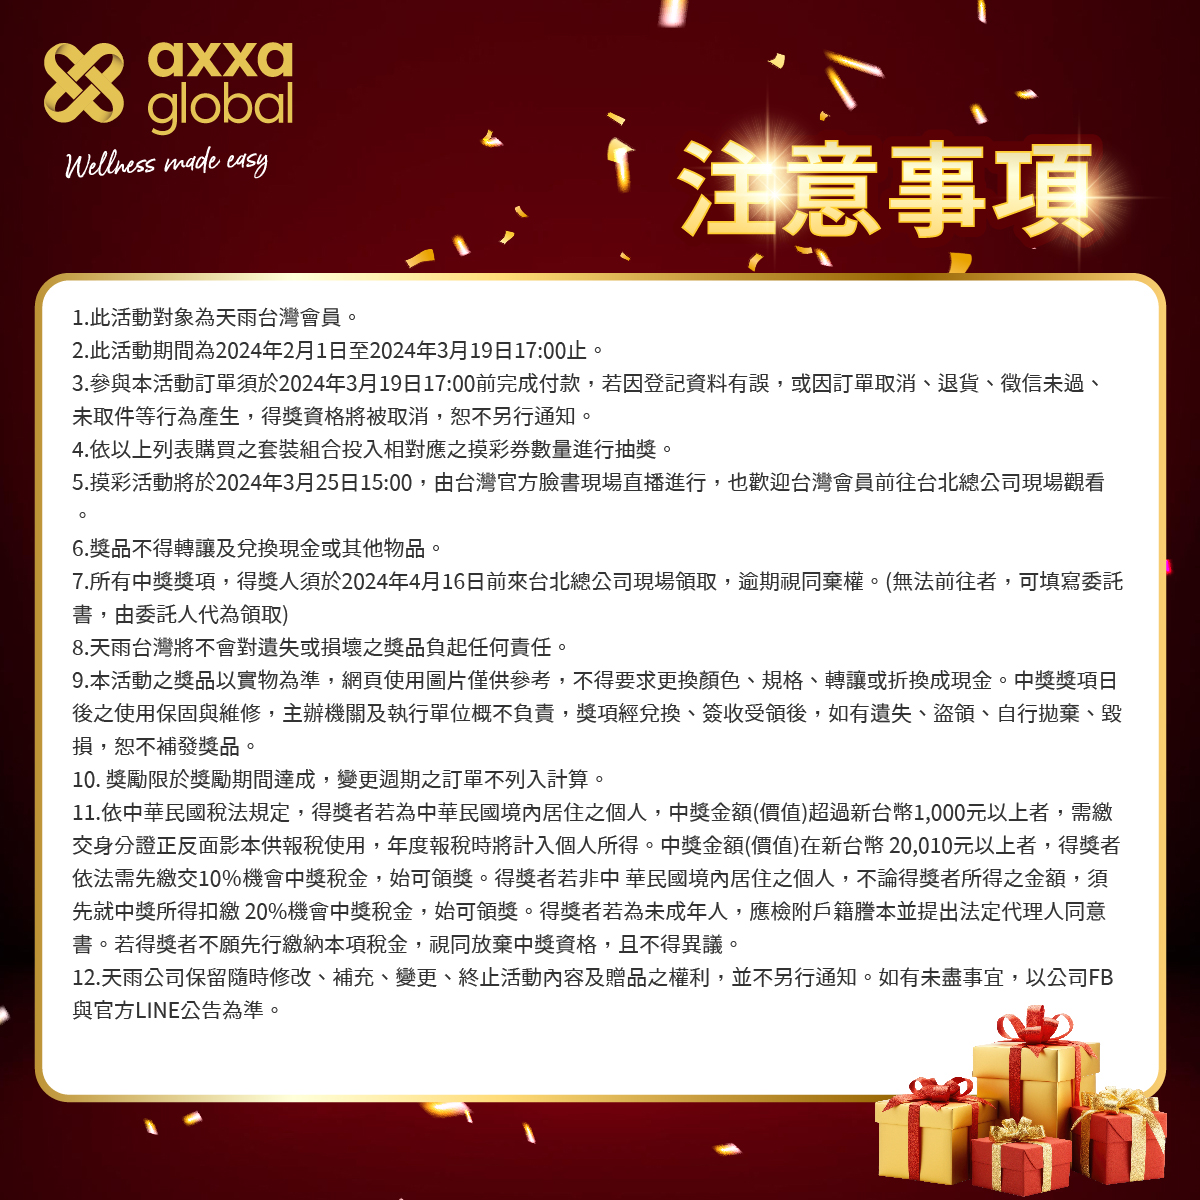 axxa
global
Wellness made easy
注意事項
1.此活動對象為天雨台灣會員。
2.此活動期間為2024年2月1日至2024年3月19日17:00止。
3.參與本活動訂單須於2024年3月19日17:00前完成付款，若因登記資料有誤，或因訂單取消、退貨、徵信未過、
未取件等行為產生，得獎資格將被取消，恕不另行通知。
4.依以上列表購買之套裝組合投入相對應之摸彩券數量進行抽獎。
5.摸彩活動將於2024年3月25日15:00，由台灣官方臉書現場直播進行，也歡迎台灣會員前往台北總公司現場觀看
。
6.獎品不得轉讓及兌換現金或其他物品。
7.所有中獎獎項，得獎人須於2024年4月16日前來台北總公司現場領取，逾期視同棄權。(無法前往者，可填寫委託
書，由委託人代為領取)
8.天雨台灣將不會對遺失或損壞之獎品負起任何責任。
9.本活動之獎品以實物為準，網頁使用圖片僅供參考，不得要求更換顏色、規格、轉讓或折換成現金。中獎獎項日
後之使用保固與維修，主辦機關及執行單位概不負責，獎項經兌換、簽收受領後，如有遺失、盜領、自行拋棄、毀
損，恕不補發獎品。
10. 獎勵限於獎勵期間達成，變更週期之訂單不列入計算。
11.依中華民國稅法規定，得獎者若為中華民國境內居住之個人，中獎金額(價值)超過新台幣1,000元以上者，需繳
交身分證正反面影本供報稅使用，年度報稅時將計入個人所得。中獎金額(價值)在新台幣 20,010元以上者，得獎者
依法需先繳交10%機會中獎稅金，始可領獎。得獎者若非中 華民國境內居住之個人，不論得獎者所得之金額，須
先就中獎所得扣繳 20%機會中獎稅金，始可領獎。得獎者若為未成年人，應檢附戶籍謄本並提出法定代理人同意
書。若得獎者不願先行繳納本項稅金，視同放棄中獎資格，且不得異議。
12.天雨公司保留隨時修改、補充、變更、終止活動內容及贈品之權利，並不另行通知。如有未盡事宜，以公司FB
與官方LINE公告為準。